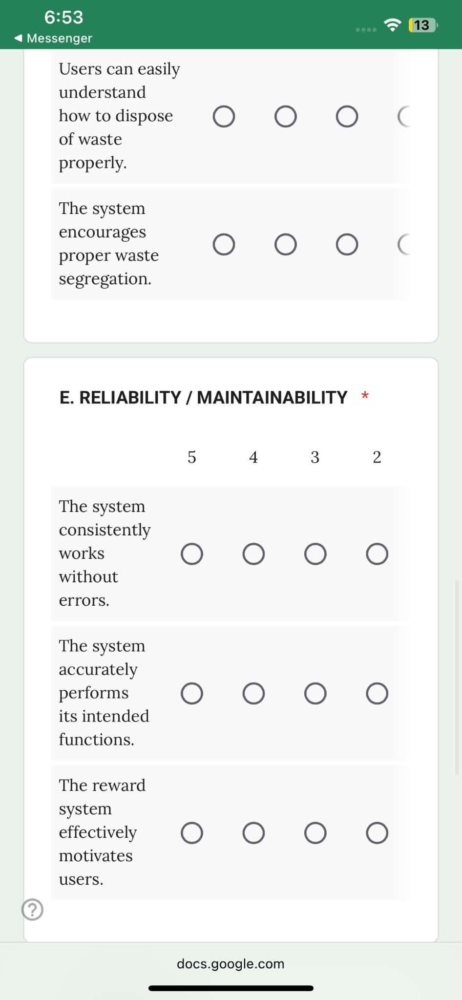 6:53
◀ Messenger
13
Users can easily
understand
how to dispose
of waste
properly.
The system
encourages
proper waste
segregation.
E. RELIABILITY / MAINTAINABILITY *
5 4 3 2
The system
consistently
works
without
errors.
The system
accurately
performs
its intended
functions.
The reward
system
effectively
motivates
users.
?
docs.google.com